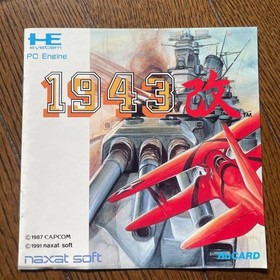 HE
system
PC Engine
1943改
™
©1987 CAPCOM
©1991 naxat soft
naxat soft
HuCARD